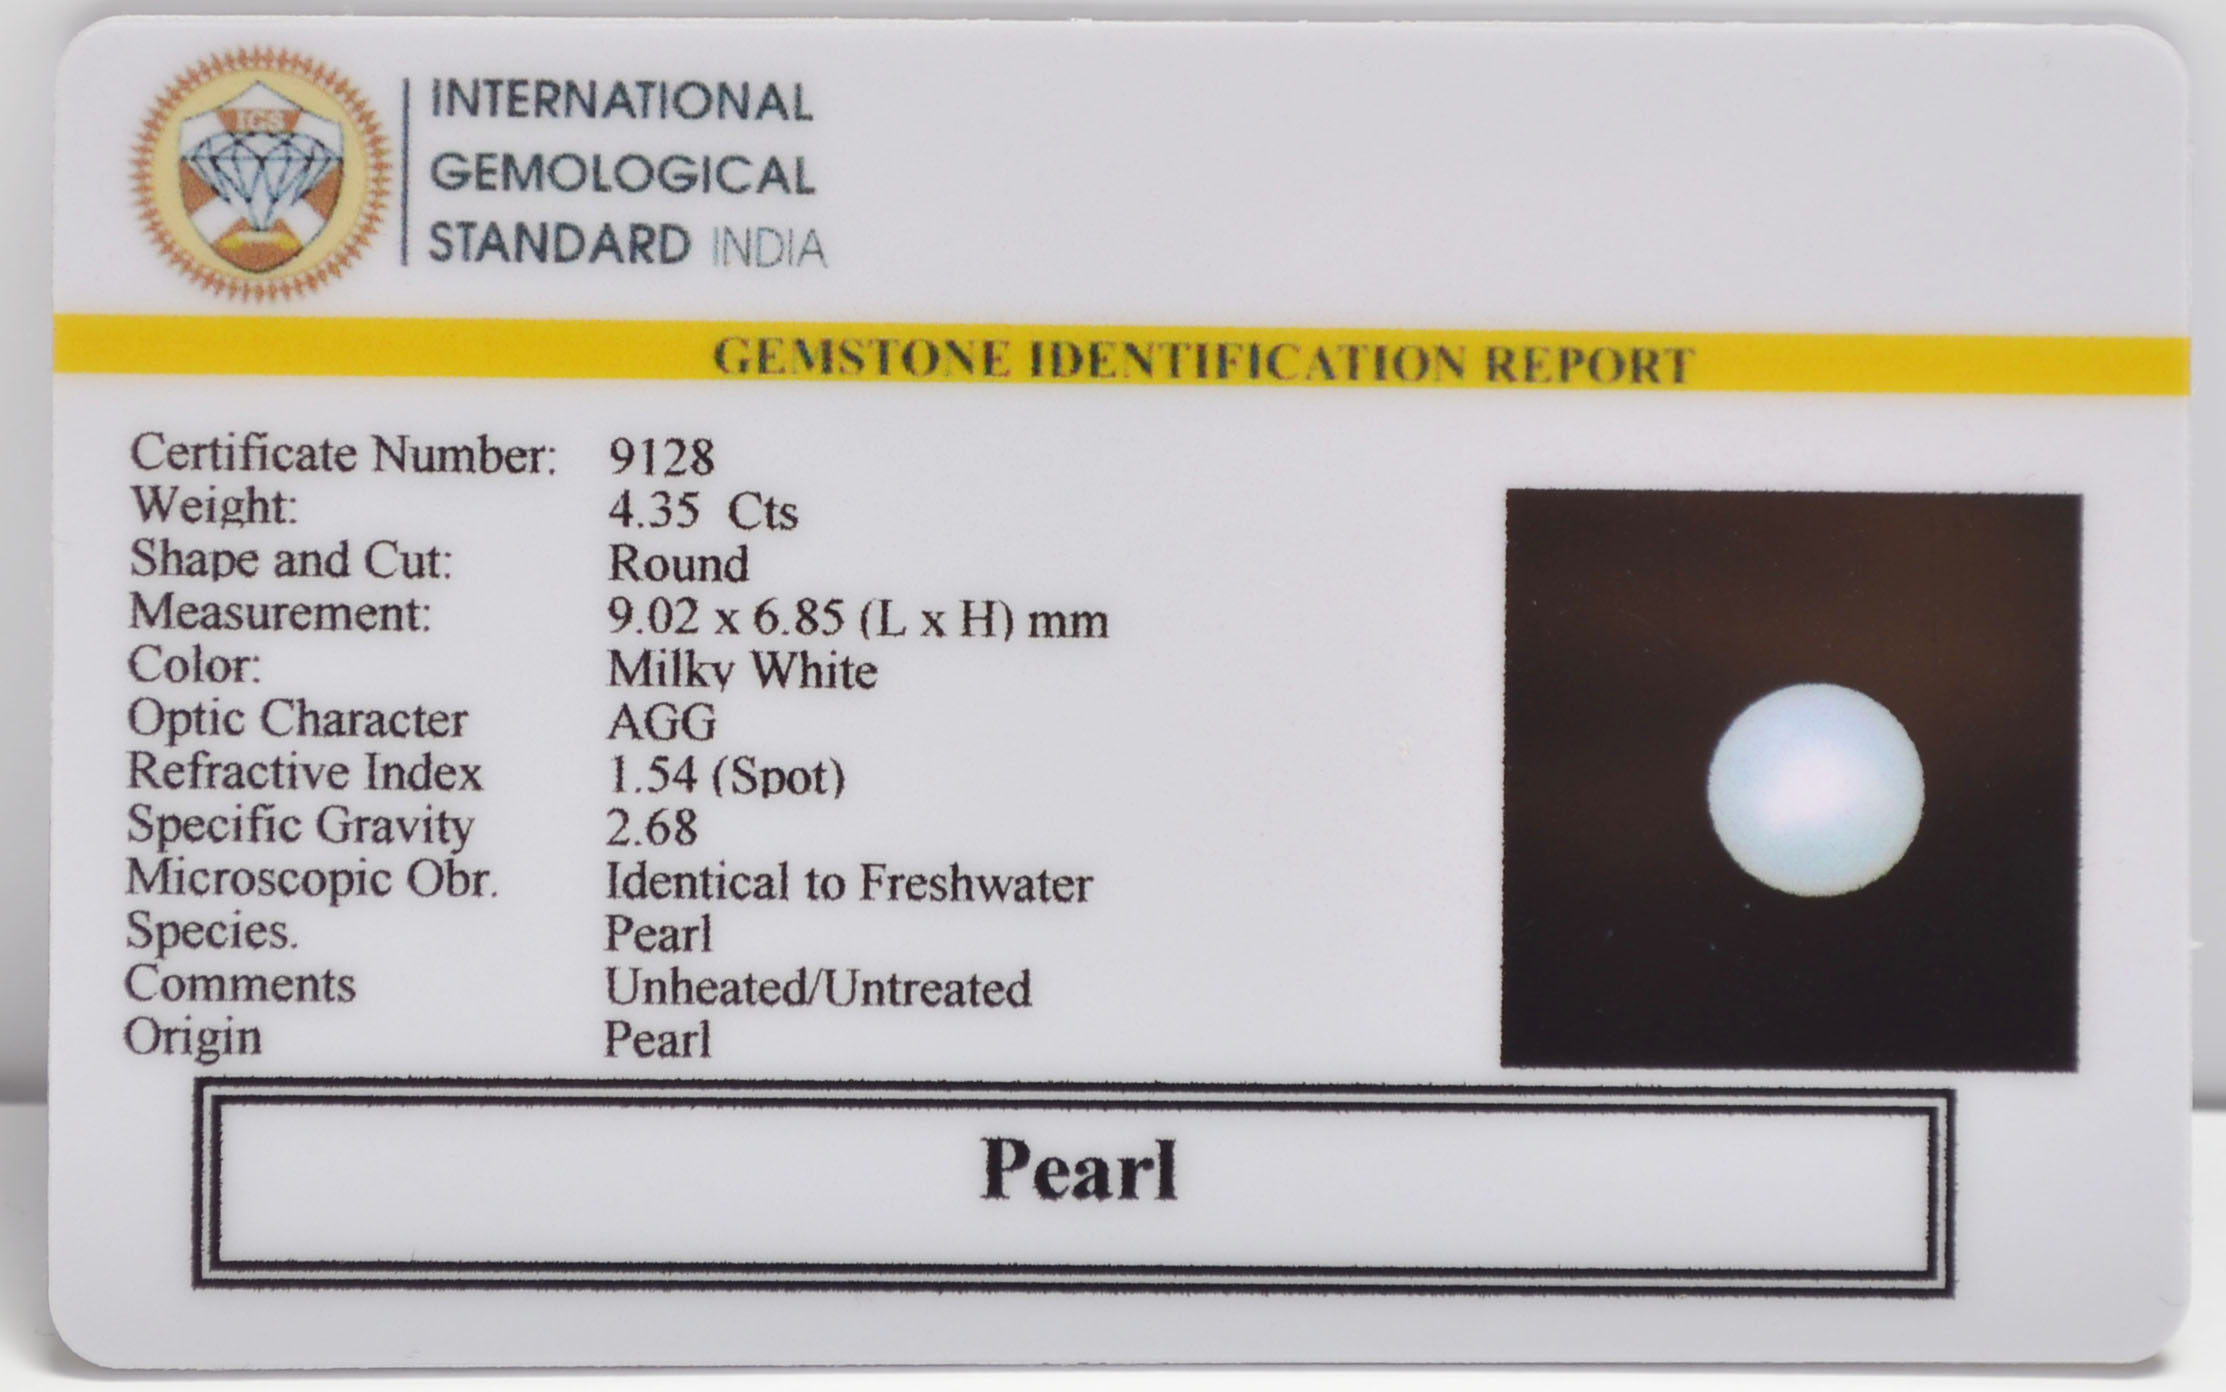 IGS
INTERNATIONAL
GEMOLOGICAL
STANDARD INDIA
GEMSTONE IDENTIFICATION REPORT
Certificate Number: 9128
Weight: 4.35 Cts
Shape and Cut: Round
Measurement: 9.02 x 6.85 (L x H) mm
Color: Milky White
Optic Character AGG
Refractive Index 1.54 (Spot)
Specific Gravity 2.68
Microscopic Obr. Identical to Freshwater
Species. Pearl
Comments Unheated/Untreated
Origin Pearl
Pearl